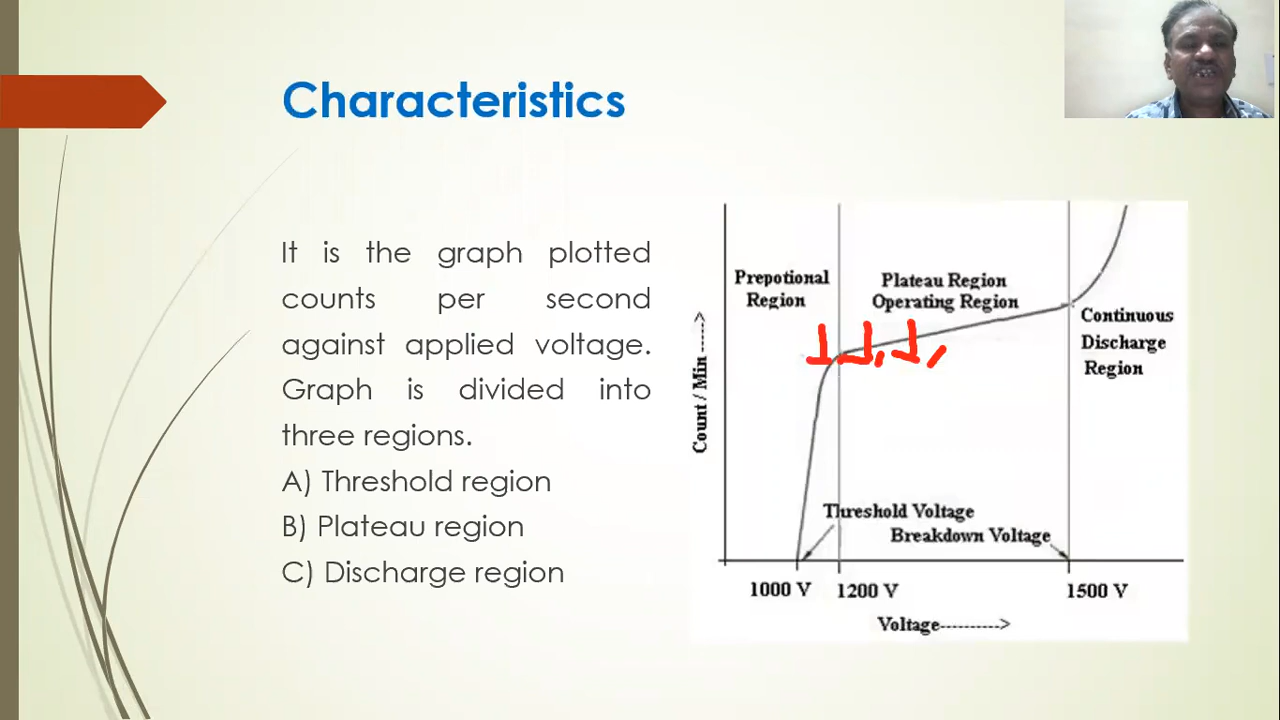 Characteristics
It is the graph plotted
counts per second
against applied voltage.
Graph is divided into
three regions.
A) Threshold region
B) Plateau region
C) Discharge region
Prepotional
Region
Plateau Region
Operating Region
Continuous
Discharge
Region
Count / Min ----->
Threshold Voltage
Breakdown Voltage
1000 V
1200 V
1500 V
Voltage---------->